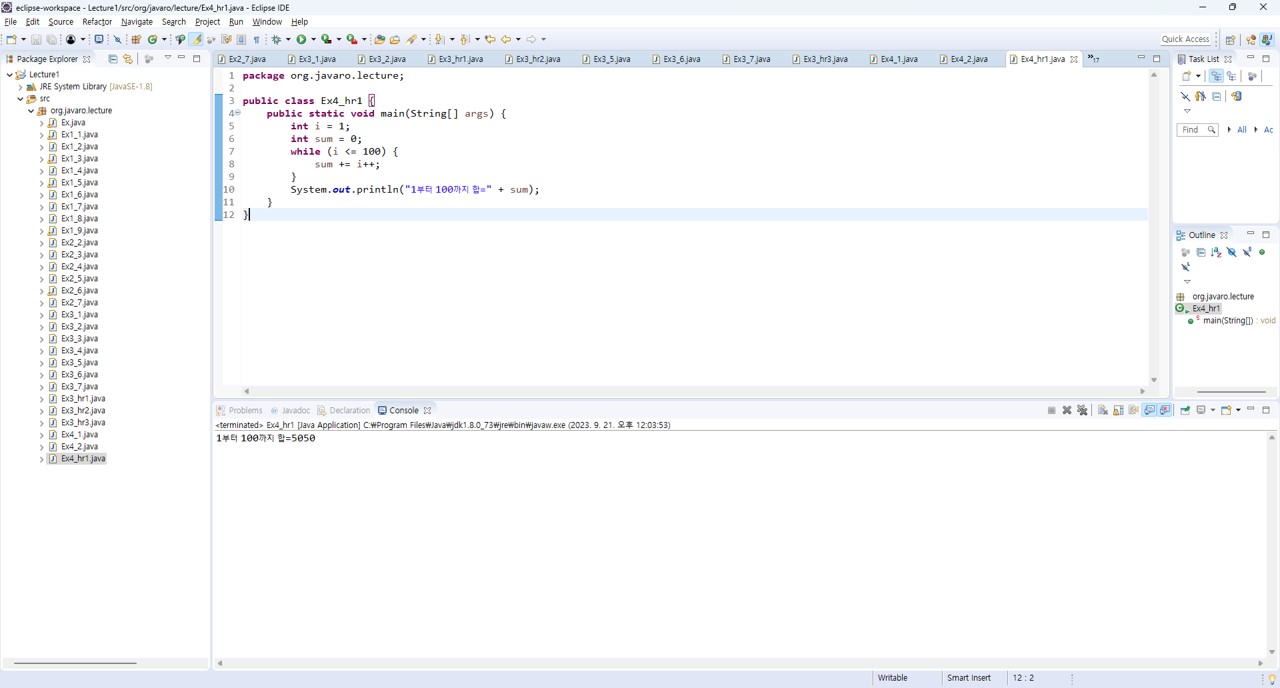 eclipse-workspace - Lecture1/src/org/javaro/lecture/Ex4_hr1.java - Eclipse IDE
File Edit Source Refactor Navigate Search Project Run Window Help
Quick Access
Package Explorer
Lecture1
JRE System Library [JavaSE-1.8]
src
org.javaro.lecture
Ex.java
Ex1_1.java
Ex1_2.java
Ex1_3.java
Ex1_4.java
Ex1_5.java
Ex1_6.java
Ex1_7.java
Ex1_8.java
Ex1_9.java
Ex2_2.java
Ex2_3.java
Ex2_4.java
Ex2_5.java
Ex2_6.java
Ex2_7.java
Ex3_1.java
Ex3_2.java
Ex3_3.java
Ex3_4.java
Ex3_5.java
Ex3_6.java
Ex3_7.java
Ex3_hr1.java
Ex3_hr2.java
Ex3_hr3.java
Ex4_1.java
Ex4_2.java
Ex4_hr1.java
Ex2_7.java Ex3_1.java Ex3_2.java Ex3_hr1.java Ex3_hr2.java Ex3_5.java Ex3_6.java Ex3_7.java Ex3_hr3.java Ex4_1.java Ex4_2.java Ex4_hr1.java »17
1 package org.javaro.lecture;
2
3 public class Ex4_hr1 {
4 public static void main(String[] args) {
5 int i = 1;
6 int sum = 0;
7 while (i <= 100) {
8 sum += i++;
9 }
10 System.out.println("1부터 100까지 합=" + sum);
11 }
12 }
Task List
Find All Ac
Outline
org.javaro.lecture
Ex4_hr1
main(String[]) : void
Problems Javadoc Declaration Console
<terminated> Ex4_hr1 [Java Application] C:₩Program Files₩Java₩jdk1.8.0_73₩jre₩bin₩javaw.exe (2023. 9. 21. 오후 12:03:53)
1부터 100까지 합=5050
Writable Smart Insert 12 : 2